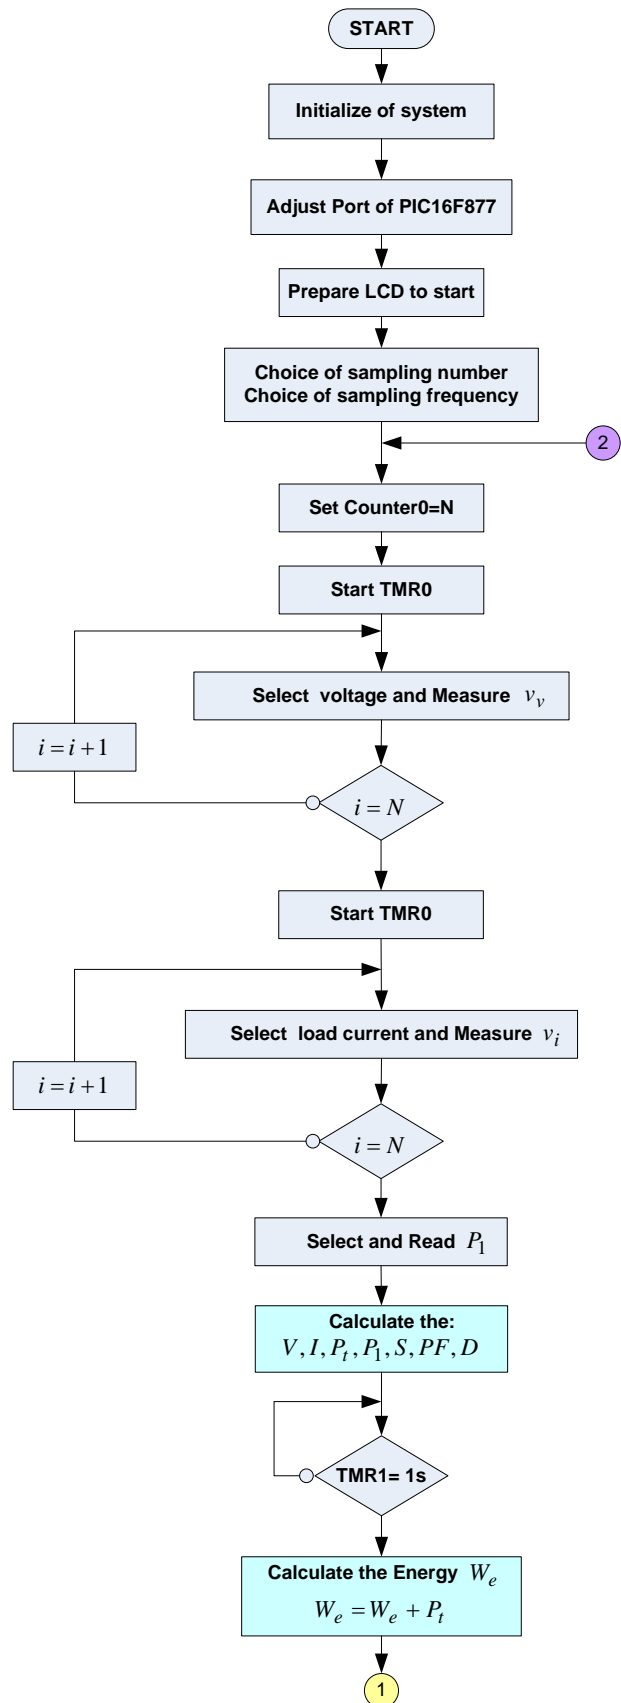 START
Initialize of system
Adjust Port of PIC16F877
Prepare LCD to start
Choice of sampling number
Choice of sampling frequency
2
Set Counter0=N
Start TMR0
Select voltage and Measure v_v
i = i + 1
i = N
Start TMR0
Select load current and Measure v_i
i = i + 1
i = N
Select and Read P_1
Calculate the:
V, I, P_t, P_1, S, PF, D
TMR1= 1s
Calculate the Energy W_e
W_e = W_e + P_t
1